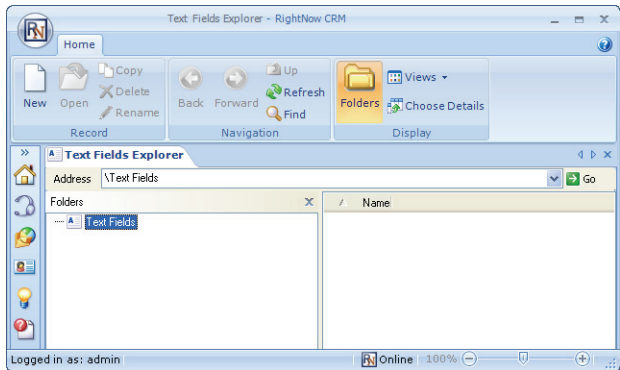 Text Fields Explorer - RightNow CRM
RN
Home
New
Open
Copy
Delete
Rename
Back
Forward
Up
Refresh
Find
Folders
Views
Choose Details
Record
Navigation
Display
Text Fields Explorer
Address \Text Fields
Go
Folders
Name
Text Fields
Logged in as: admin
RN Online 100%